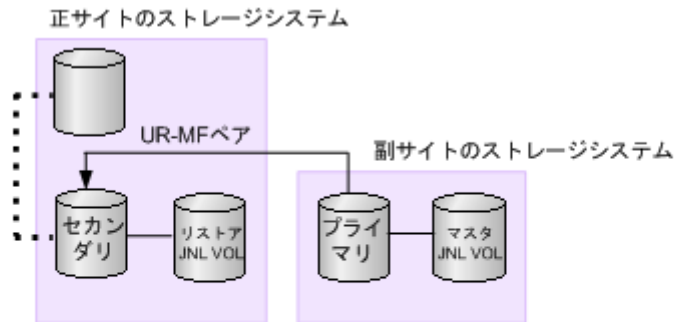 正サイトのストレージシステム
UR-MFペア
副サイトのストレージシステム
セカン
ダリ
リストア
JNL VOL
プライ
マリ
マスタ
JNL VOL